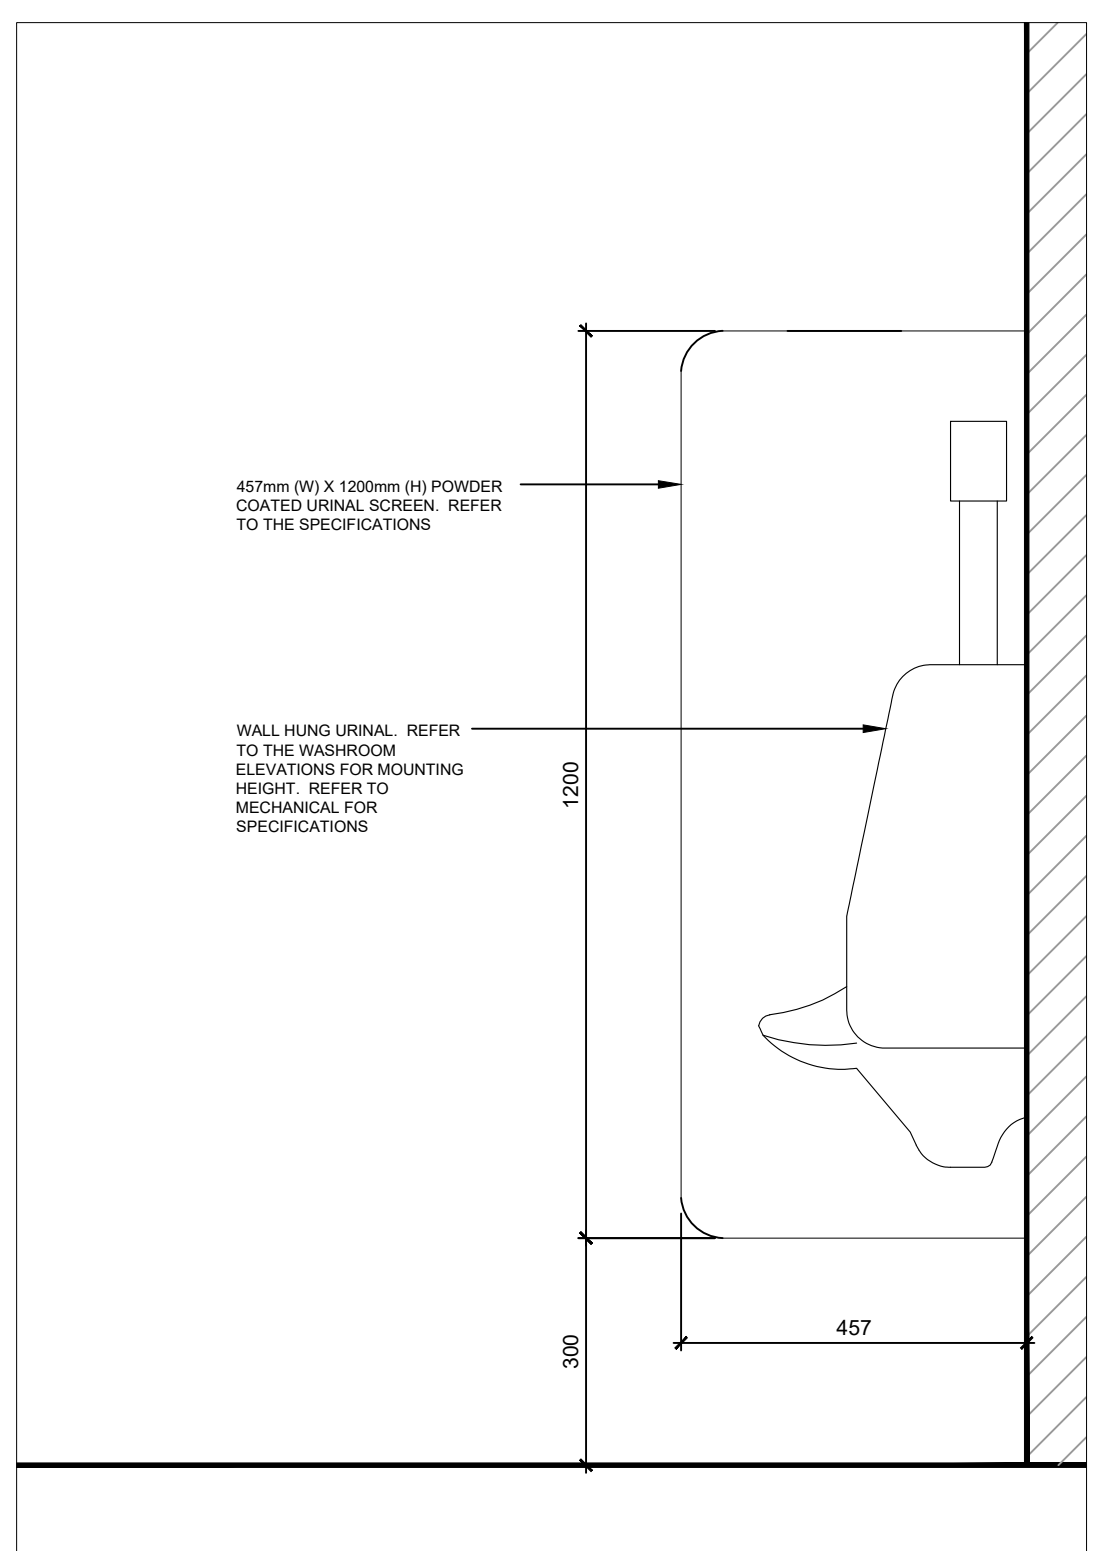 457mm (W) X 1200mm (H) POWDER
COATED URINAL SCREEN. REFER
TO THE SPECIFICATIONS
WALL HUNG URINAL. REFER
TO THE WASHROOM
ELEVATIONS FOR MOUNTING
HEIGHT. REFER TO
MECHANICAL FOR
SPECIFICATIONS
1200
457
300